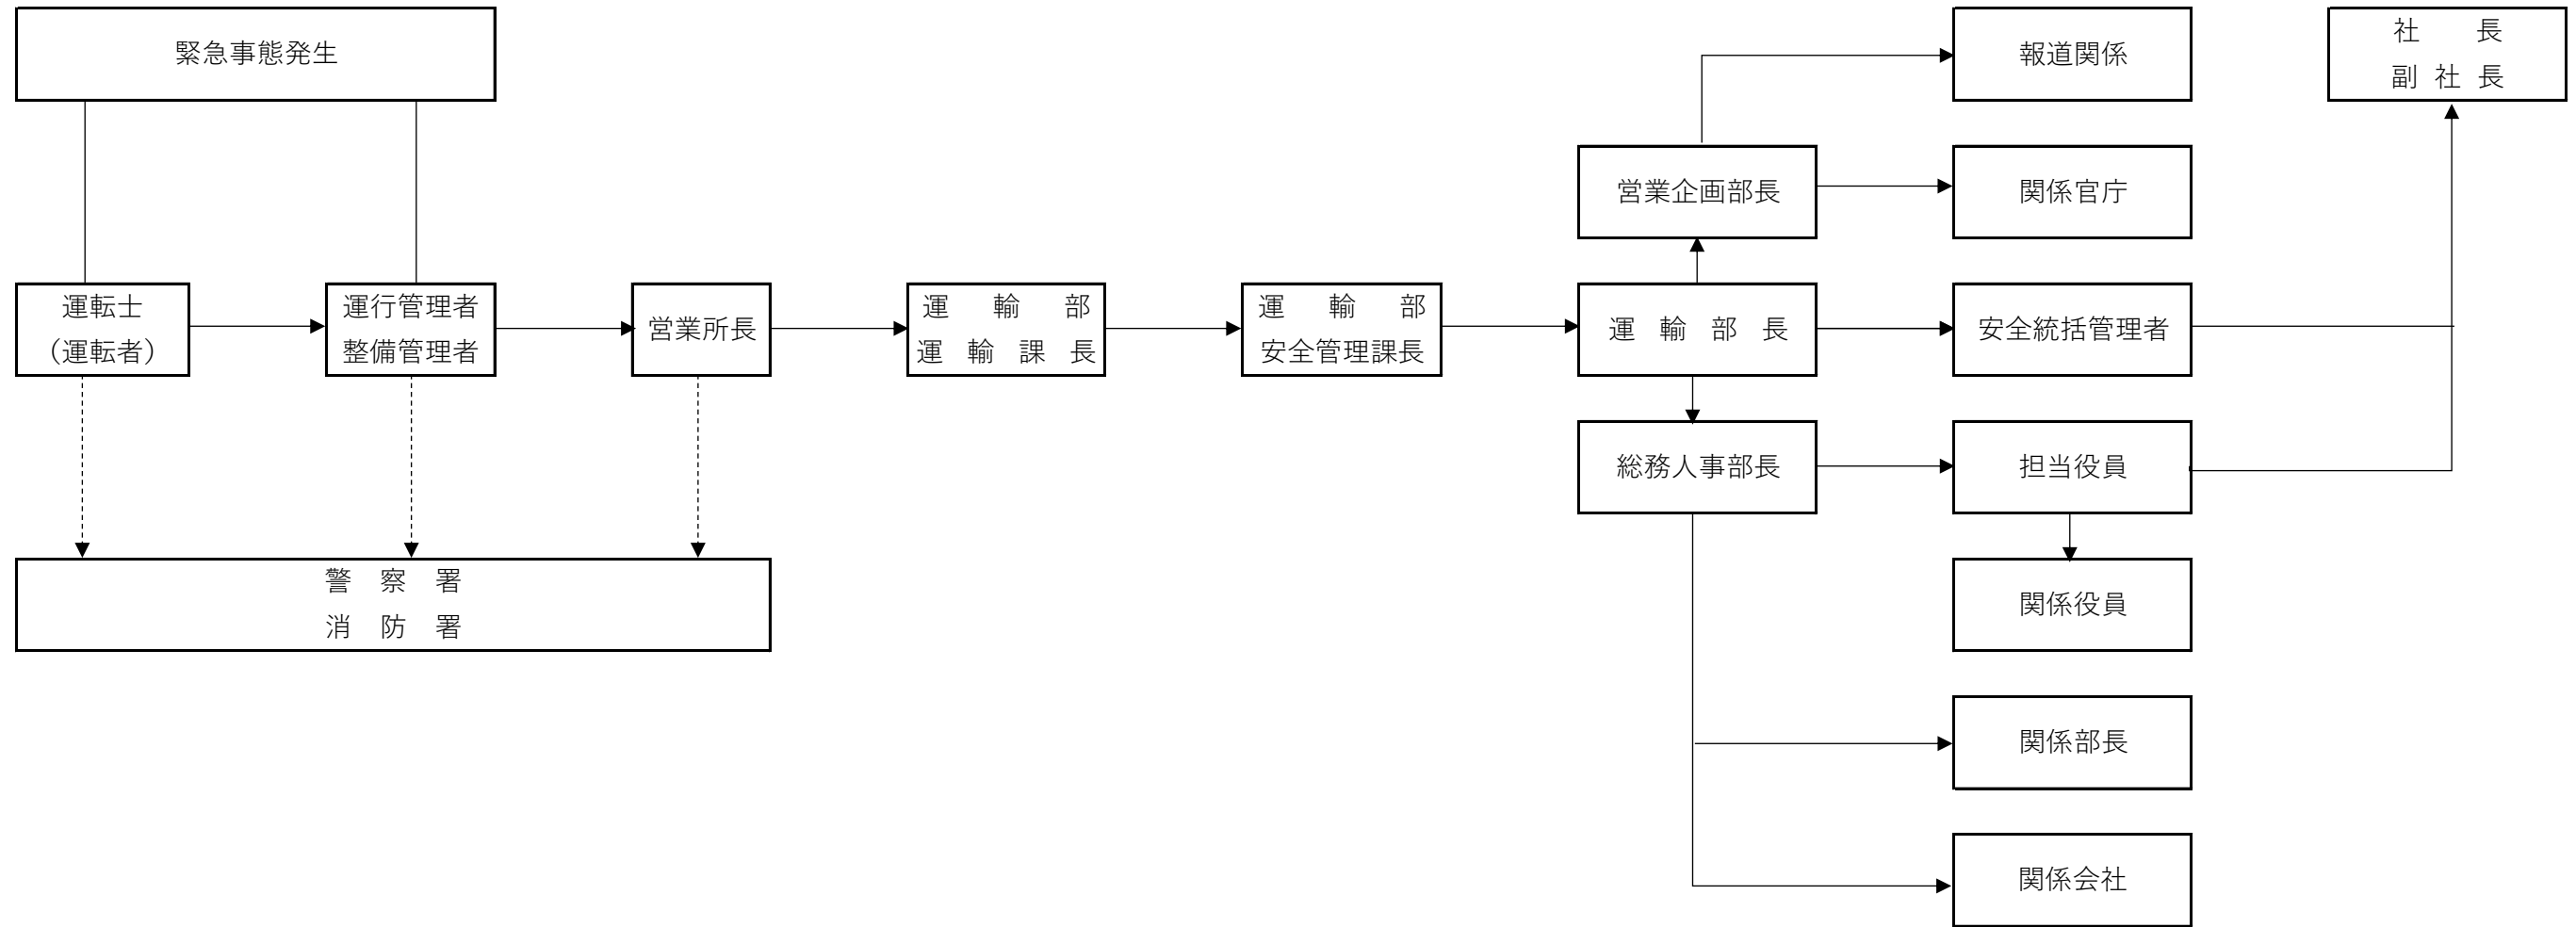 緊急事態発生
報道関係
社長
副社長
営業企画部長
関係官庁
運転士
（運転者）
運行管理者
整備管理者
営業所長
運輸部
運輸課長
運輸部
安全管理課長
運輸部長
安全統括管理者
総務人事部長
担当役員
警察署
消防署
関係役員
関係部長
関係会社